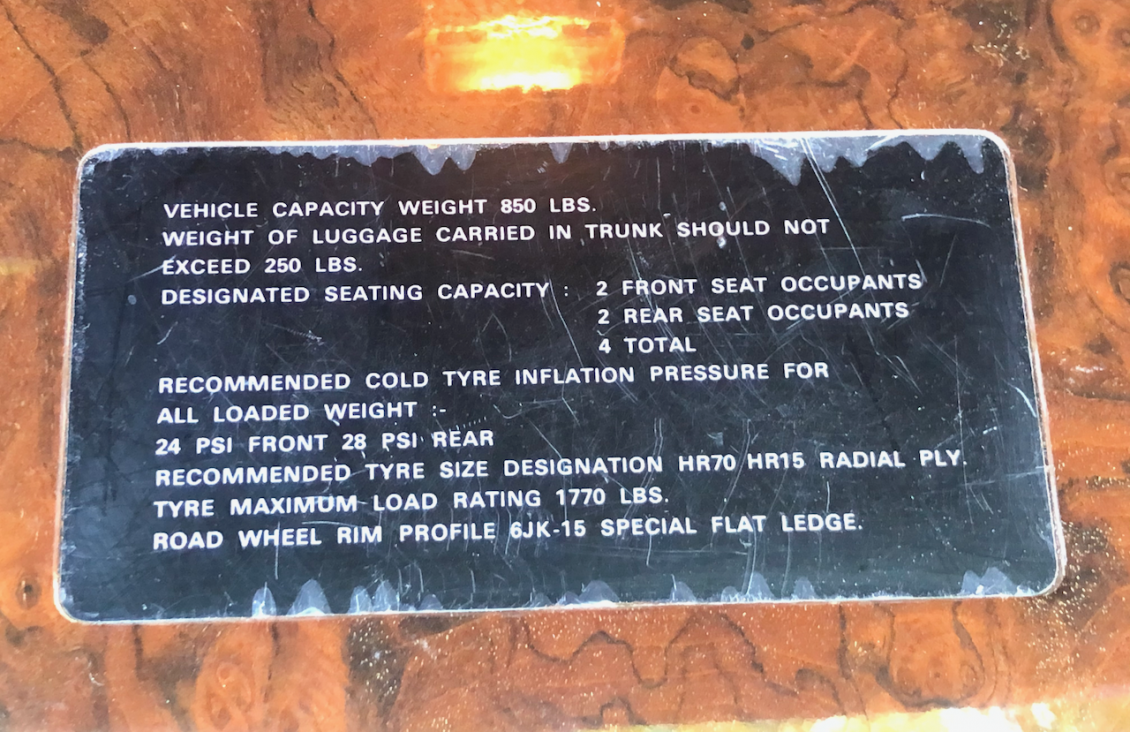 VEHICLE CAPACITY WEIGHT 850 LBS.
WEIGHT OF LUGGAGE CARRIED IN TRUNK SHOULD NOT
EXCEED 250 LBS.
DESIGNATED SEATING CAPACITY : 2 FRONT SEAT OCCUPANTS
2 REAR SEAT OCCUPANTS
4 TOTAL
RECOMMENDED COLD TYRE INFLATION PRESSURE FOR
ALL LOADED WEIGHT :-
24 PSI FRONT 28 PSI REAR
RECOMMENDED TYRE SIZE DESIGNATION HR70 HR15 RADIAL PLY.
TYRE MAXIMUM LOAD RATING 1770 LBS.
ROAD WHEEL RIM PROFILE 6JK-15 SPECIAL FLAT LEDGE.